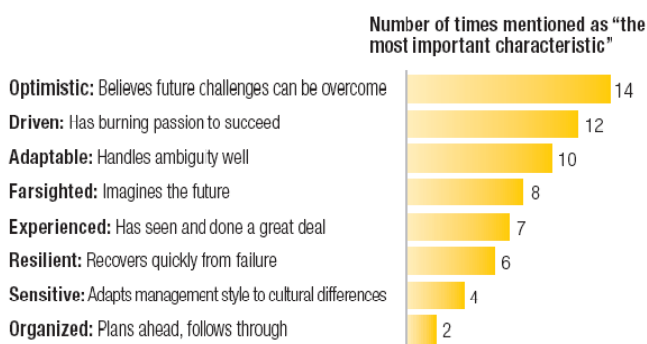 Number of times mentioned as “the
most important characteristic”
Optimistic: Believes future challenges can be overcome 14
Driven: Has burning passion to succeed 12
Adaptable: Handles ambiguity well 10
Farsighted: Imagines the future 8
Experienced: Has seen and done a great deal 7
Resilient: Recovers quickly from failure 6
Sensitive: Adapts management style to cultural differences 4
Organized: Plans ahead, follows through 2